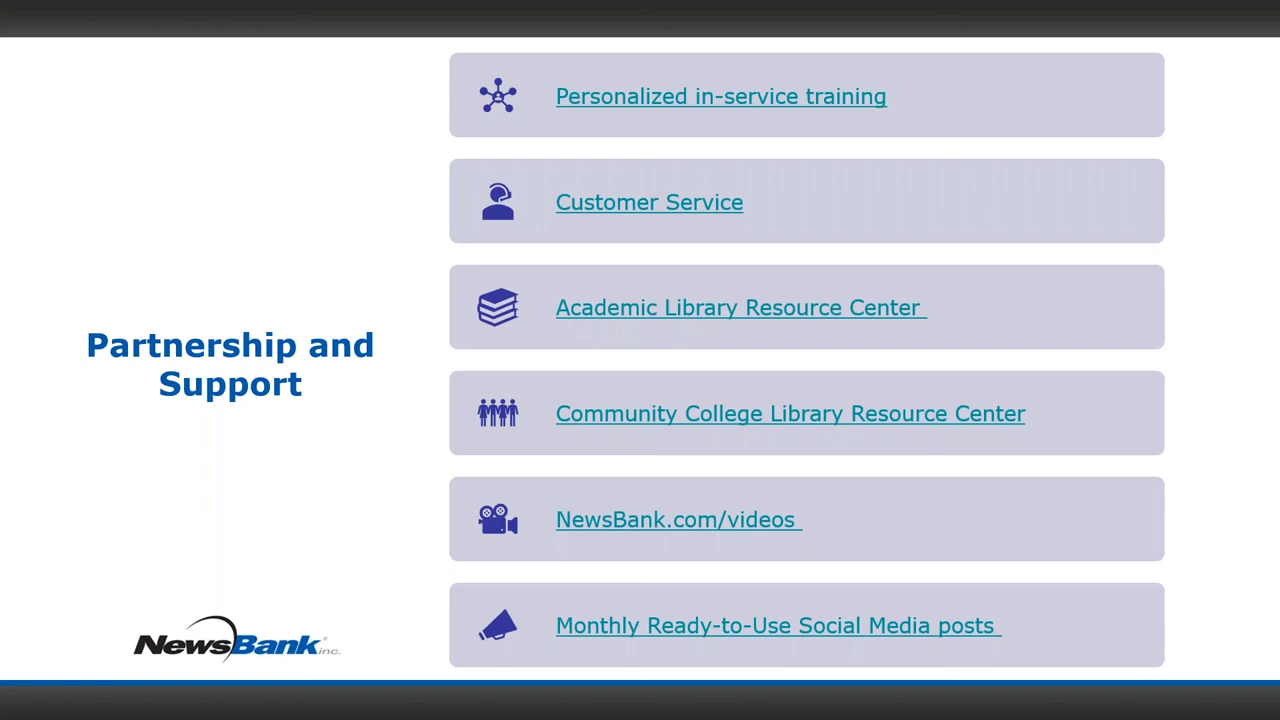 Partnership and
Support
Personalized in-service training
Customer Service
Academic Library Resource Center
Community College Library Resource Center
NewsBank.com/videos
Monthly Ready-to-Use Social Media posts
NewsBank® inc.